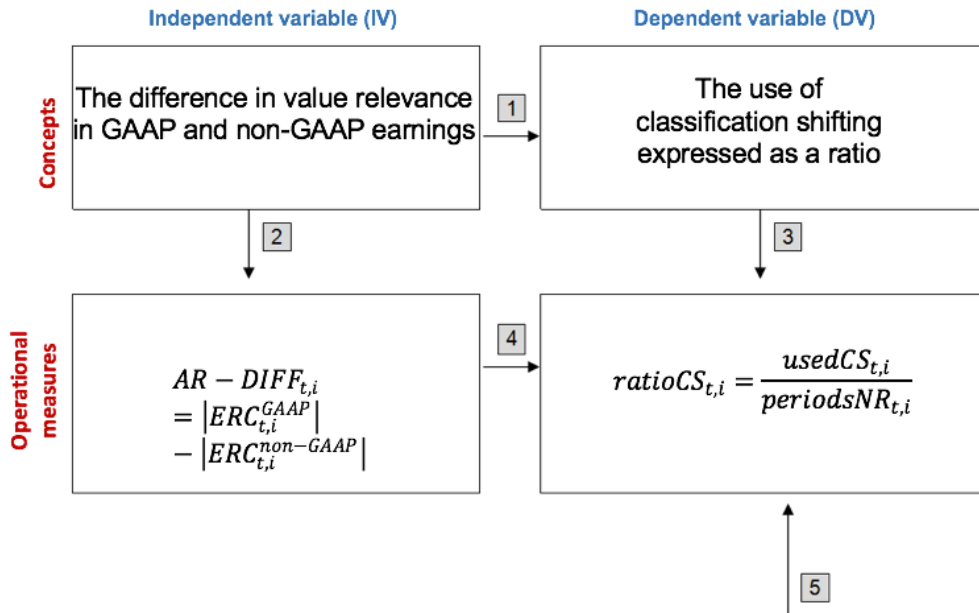 Independent variable (IV)
Dependent variable (DV)
Concepts
The difference in value relevance
in GAAP and non-GAAP earnings
1
The use of
classification shifting
expressed as a ratio
2
3
Operational
measures
AR − DIFF_{t,i}
= |ERC_{t,i}^{GAAP}|
− |ERC_{t,i}^{non−GAAP}|
4
ratioCS_{t,i} = usedCS_{t,i} / periodsNR_{t,i}
5